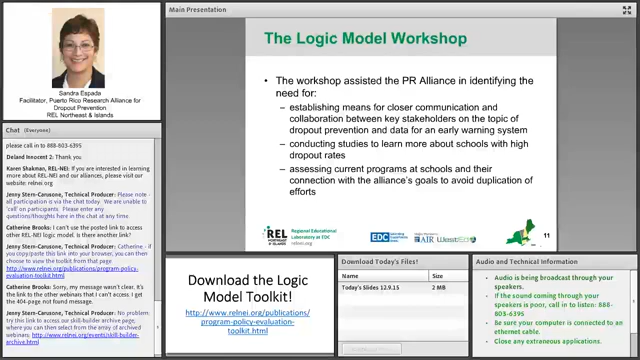 Main Presentation
Sandra Espada
Facilitator, Puerto Rico Research Alliance for
Dropout Prevention
REL Northeast & Islands
Chat (Everyone)
please call in to 888-803-6395
Deland Innocent 2: Thank you
Karen Shakman, REL-NEI: If you are interested in learning
more about REL-NEI and our alliances, please visit our
website: relnei.org
Jenny Stern-Carusone, Technical Producer: Please note -
all participation is via the chat today. We are unable to
'call on' participants. Please enter any
questions/thoughts here in the chat at any time.
Catherine Brooks: I can't use the posted link to access
other REL-NEI logic model. Is there another link?
Jenny Stern-Carusone, Technical Producer: Catherine - if
you copy/paste this link into your browser, you can then
choose to view the toolkit from that page
http://www.relnei.org/publications/program-policy-
evaluation-toolkit.html
Catherine Brooks: Sorry, my message wasn't clear. It's
the link to the other webinars that I can't access. I get
the 404-page not found message.
Jenny Stern-Carusone, Technical Producer: No problem:
try this link to access our skill-builder archive page. where
you can then select from the array of archived
webinars http://www.relnei.org/events/skill-builder-
archive.html
The Logic Model Workshop
• The workshop assisted the PR Alliance in identifying the
need for:
– establishing means for closer communication and
collaboration between key stakeholders on the topic of
dropout prevention and data for an early warning system
– conducting studies to learn more about schools with high
dropout rates
– assessing current programs at schools and their
connection with the alliance's goals to avoid duplication of
efforts
REL
NORTHEAST
& ISLANDS
Regional Educational
Laboratory at EDC
relnei.org
EDC
AIR
WestEd
11
Download the Logic
Model Toolkit!
http://www.relnei.org/publications/
program-policy-evaluation-
toolkit.html
Download Today's Files!
Name Size
Today's Slides 12.9.15 2 MB
Audio and Technical Information
• Audio is being broadcast through your
speakers.
• If the sound coming through your
speakers is poor, call in to listen: 888-
803-6395
• Be sure your computer is connected to
an ethernet cable.
• Close any extraneous applications.